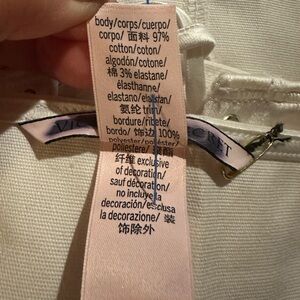 body/corps/cuerpo/
corpo/ 面料 97%
cotton/coton/
algodón/cotone/
棉 3% elastane/
élasthanne/
elastano/elastan/
氨纶 trim/
bordure/ribete/
bordo/ 饰边 100%
polyester/poliéster/
poliestere/ 聚酯
纤维 exclusive
of decoration/
sauf décoration/
no incluye la
decoración/esclusa
la decorazione/ 装
饰除外
VIC
CRET